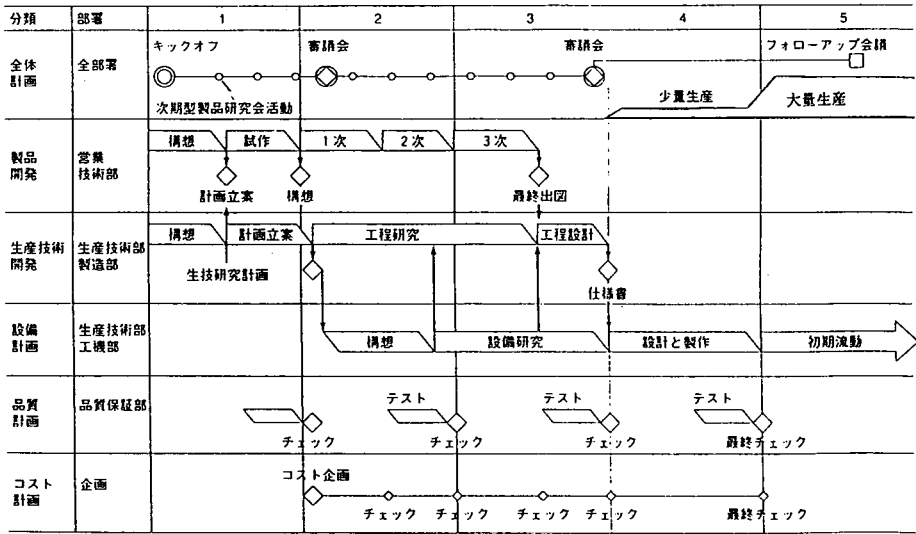 分類 部署 1 2 3 4 5
全体
計画
全部署
キックオフ 審議会 審議会 フォローアップ会議
次期型製品研究会活動
少量生産 大量生産
製品
開発
営業
技術部
構想 試作 1次 2次 3次
計画立案 構想 最終出図
生産技術
開発
生産技術部
製造部
構想 計画立案 工程研究 工程設計
生技研究計画
仕様書
設備
計画
生産技術部
工機部
構想 設備研究 設計と製作 初期流動
品質
計画
品質保証部
テスト テスト テスト
チェック チェック チェック 最終チェック
コスト
計画
企画
コスト企画
チェック チェック チェック チェック 最終チェック